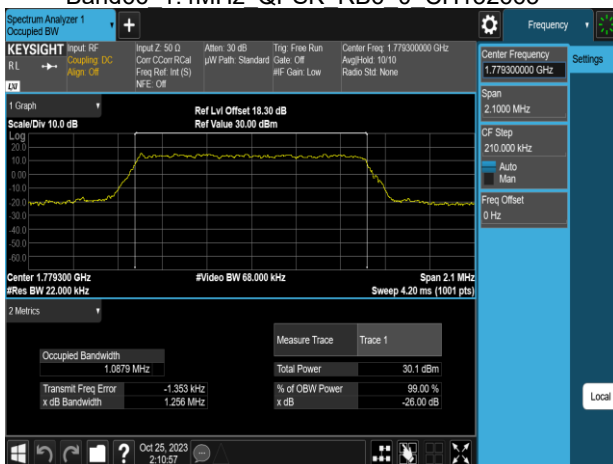 Spectrum Analyzer 1
Occupied BW
+
Frequency
KEYSIGHT
RL
LXI
Input: RF
Coupling: DC
Align: Off
Input Z: 50 Ω
Corr CCorr RCal
Freq Ref: Int (S)
NFE: Off
Atten: 30 dB
µW Path: Standard
Trig: Free Run
Gate: Off
#IF Gain: Low
Center Freq: 1.779300000 GHz
Avg|Hold: 10/10
Radio Std: None
1 Graph
Scale/Div 10.0 dB
Ref Lvl Offset 18.30 dB
Ref Value 30.00 dBm
Log
20.0
10.0
0.00
-10.0
-20.0
-30.0
-40.0
-50.0
-60.0
Center 1.779300 GHz
#Res BW 22.000 kHz
#Video BW 68.000 kHz
Span 2.1 MHz
Sweep 4.20 ms (1001 pts)
2 Metrics
Measure Trace
Trace 1
Occupied Bandwidth
1.0879 MHz
Total Power
30.1 dBm
Transmit Freq Error
-1.353 kHz
% of OBW Power
99.00 %
x dB Bandwidth
1.256 MHz
x dB
-26.00 dB
Center Frequency
1.779300000 GHz
Settings
Span
2.1000 MHz
CF Step
210.000 kHz
Auto
Man
Freq Offset
0 Hz
Local
?
Oct 25, 2023
2:10:57